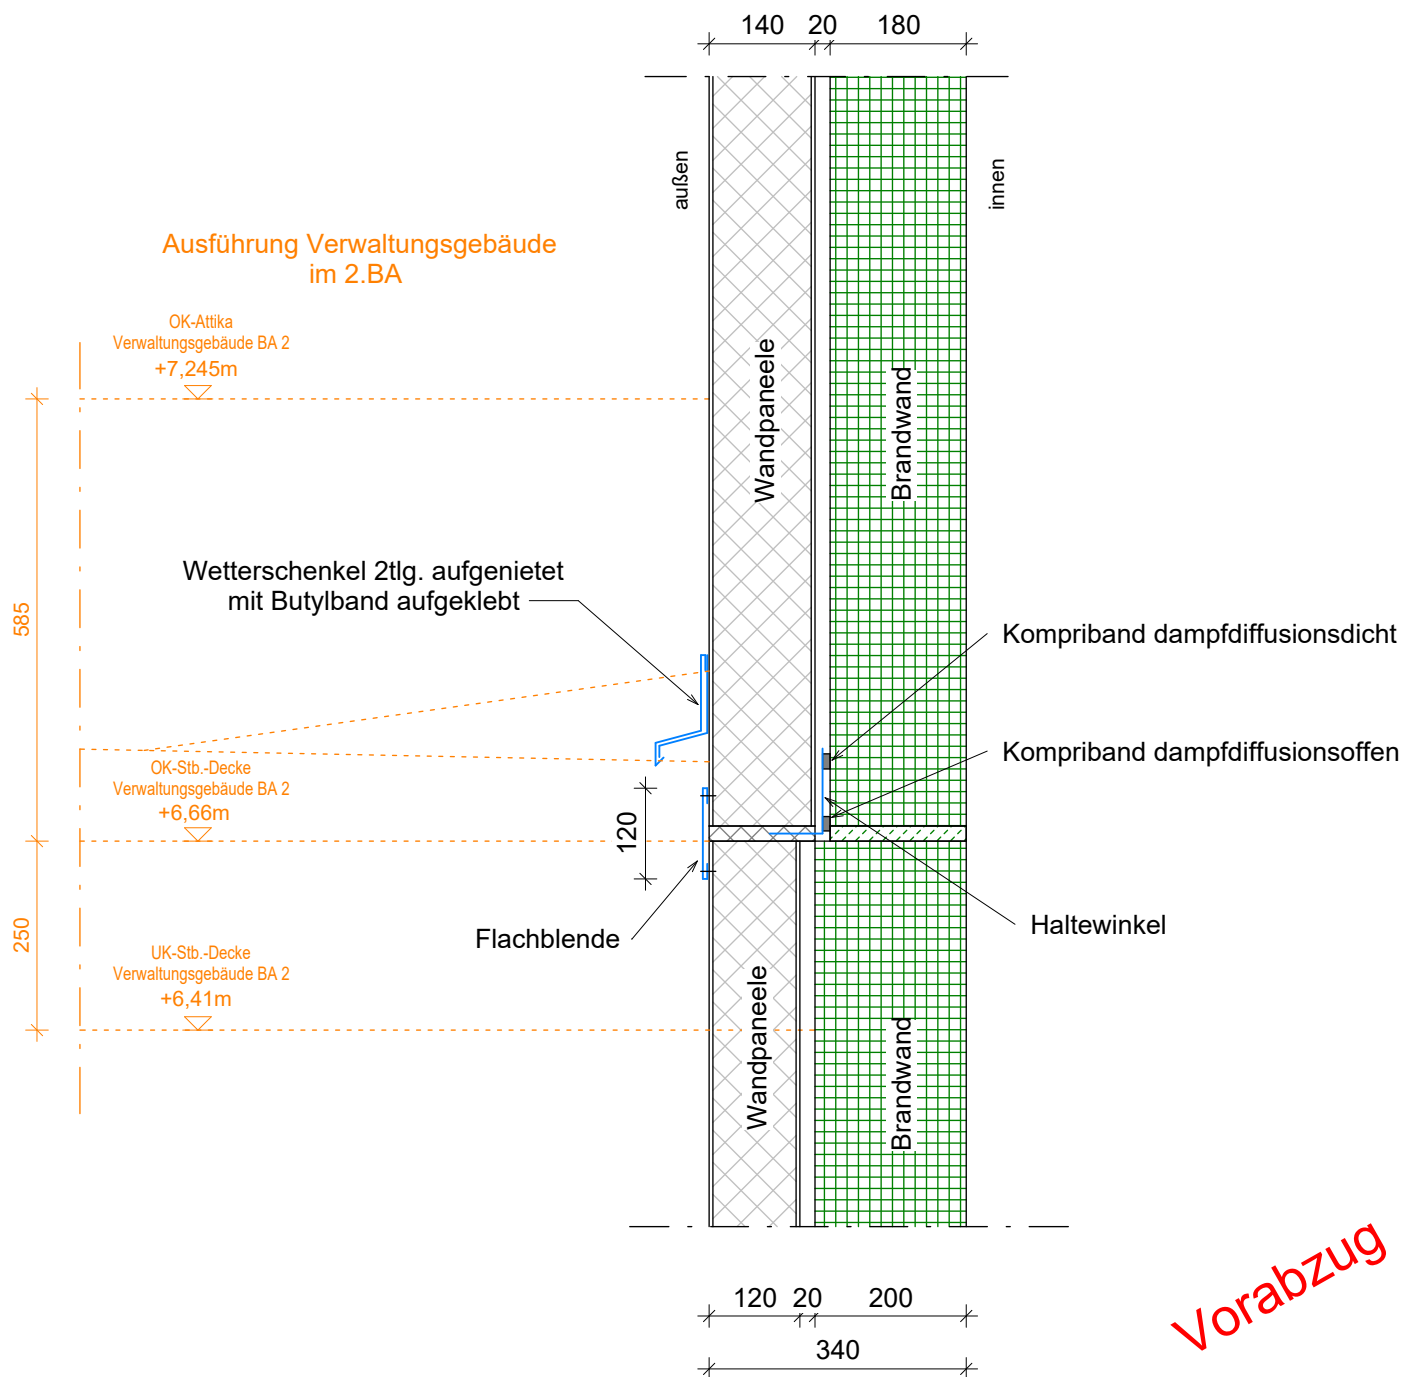 140 20 180
außen
innen
Ausführung Verwaltungsgebäude
im 2.BA
OK-Attika
Verwaltungsgebäude BA 2
+7,245m
Wandpaneele
Brandwand
Wetterschenkel 2tlg. aufgenietet
mit Butylband aufgeklebt
585
Kompriband dampfdiffusionsdicht
Kompriband dampfdiffusionsoffen
OK-Stb.-Decke
Verwaltungsgebäude BA 2
+6,66m
120
Haltewinkel
Flachblende
250
UK-Stb.-Decke
Verwaltungsgebäude BA 2
+6,41m
Wandpaneele
Brandwand
Vorabzug
120 20 200
340